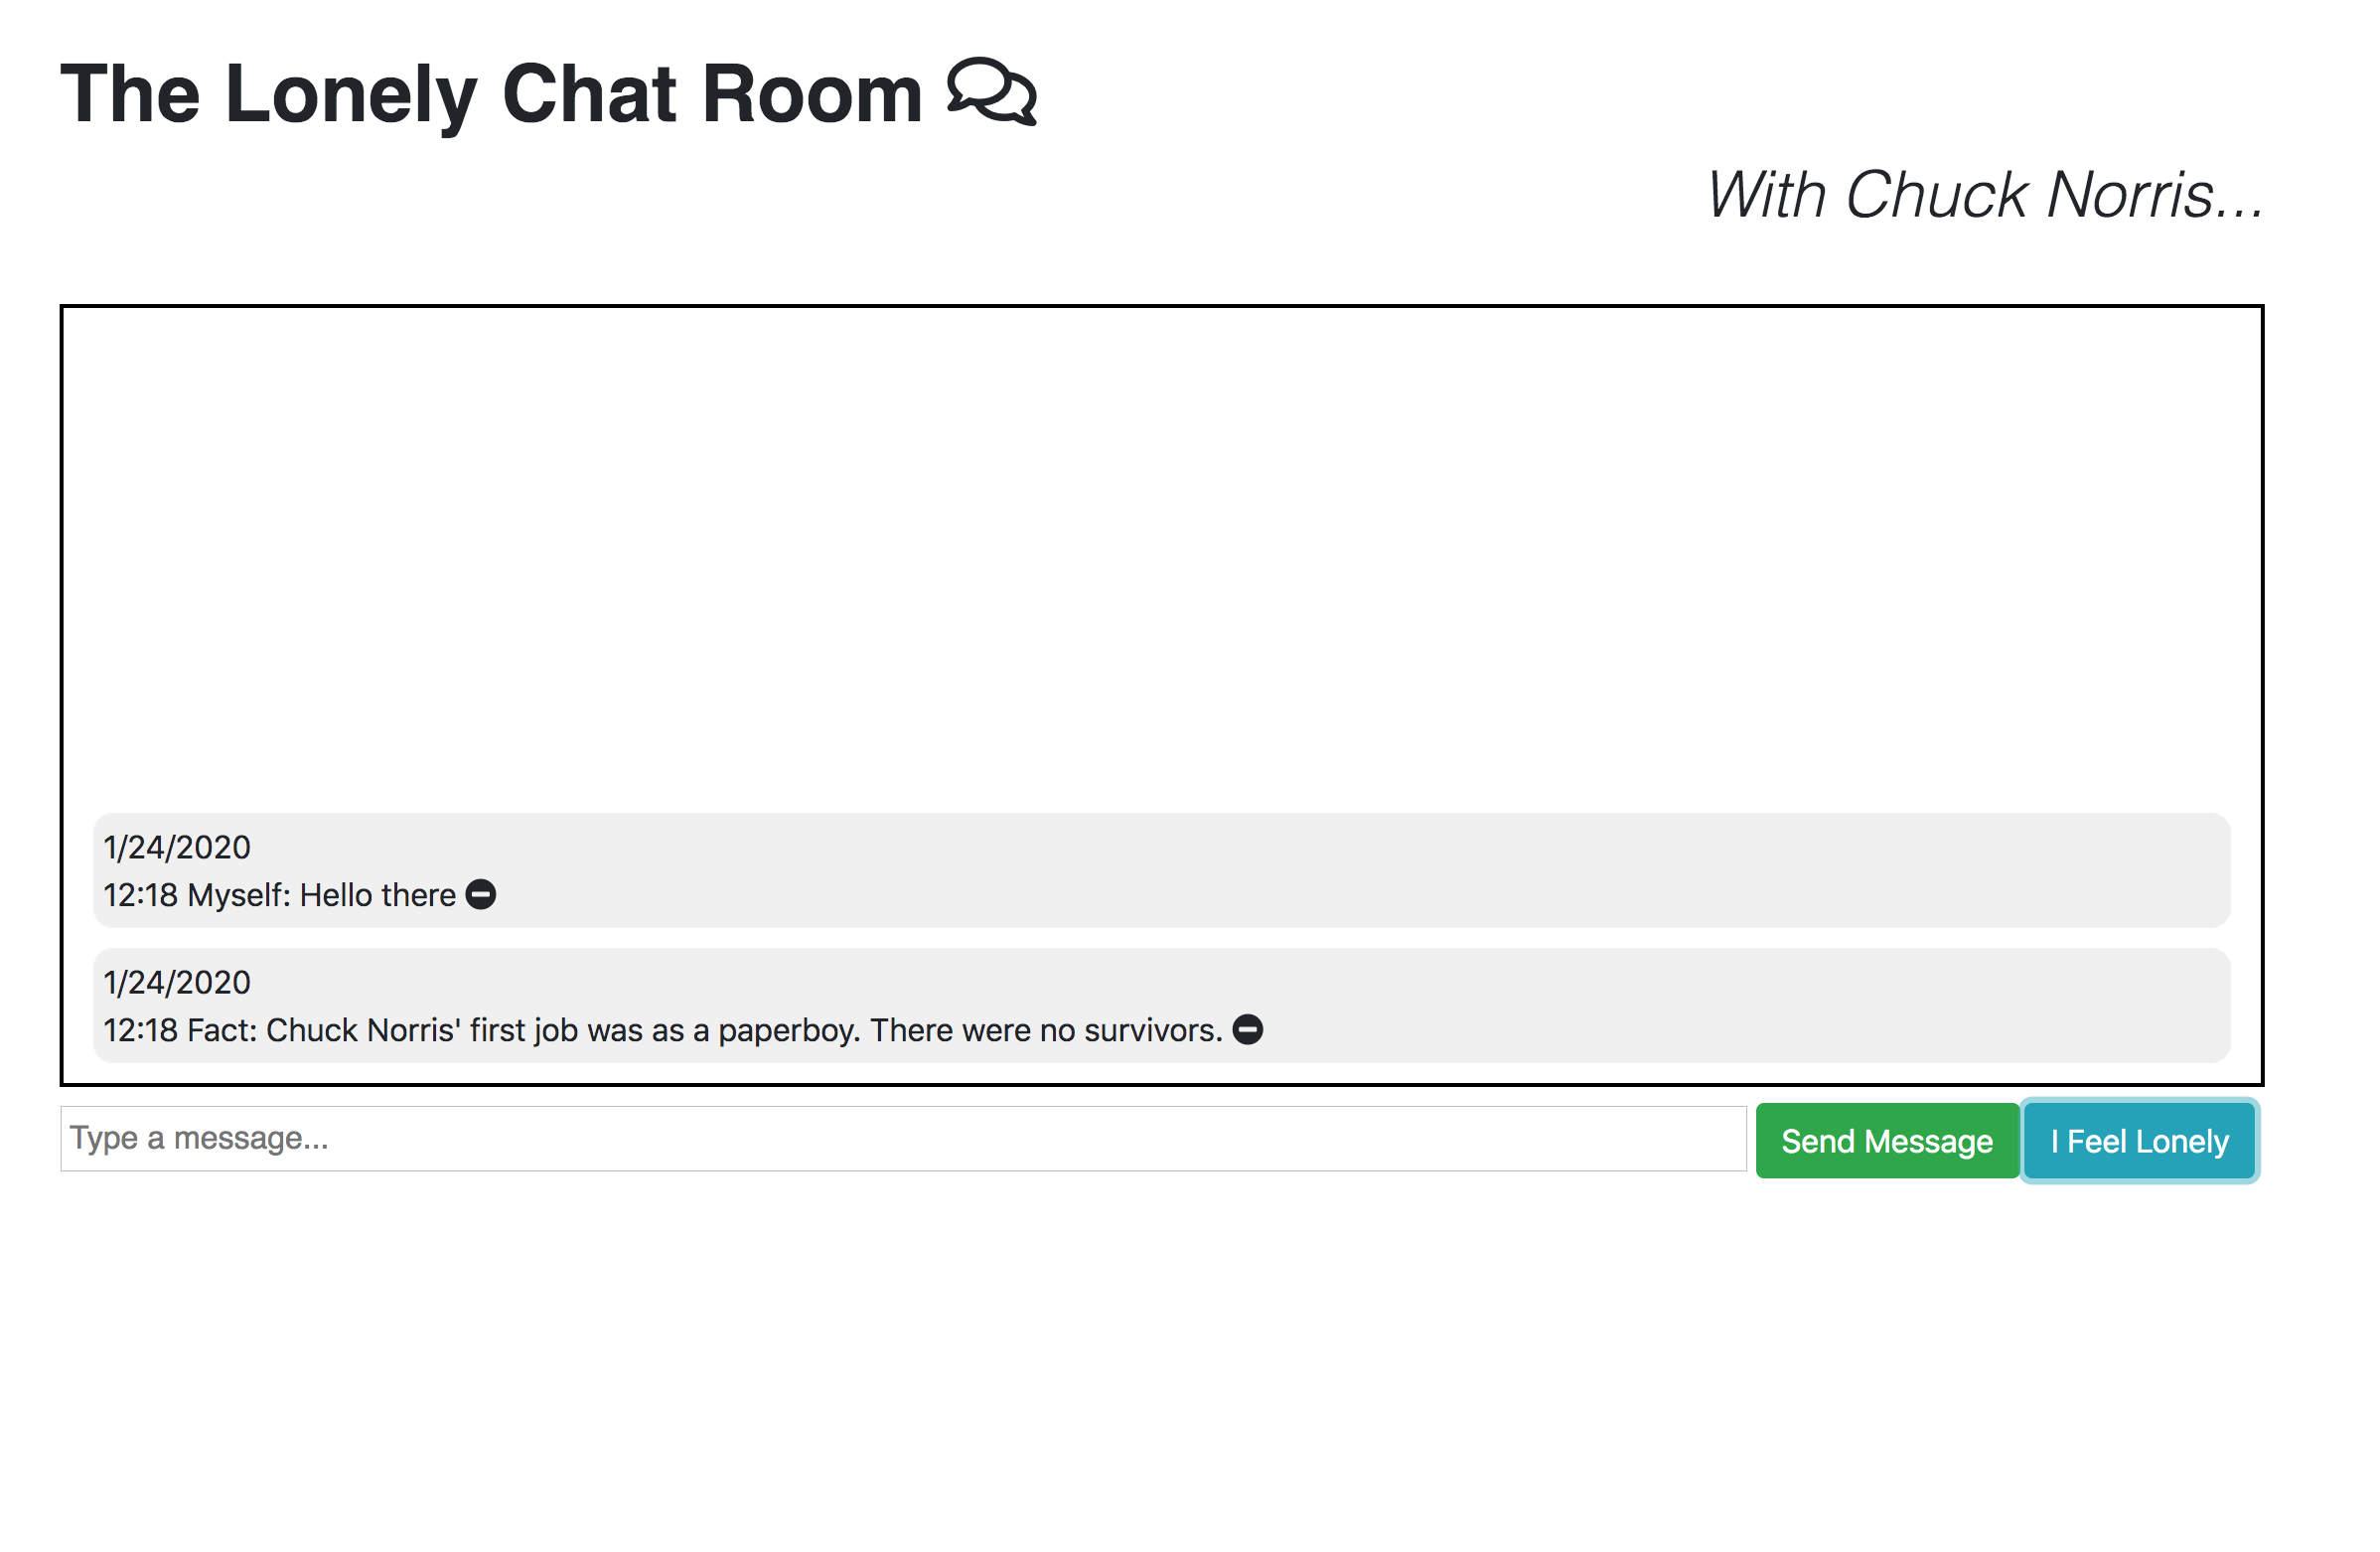 The Lonely Chat Room
With Chuck Norris...
1/24/2020
12:18 Myself: Hello there
1/24/2020
12:18 Fact: Chuck Norris' first job was as a paperboy. There were no survivors.
Type a message...
Send Message
I Feel Lonely